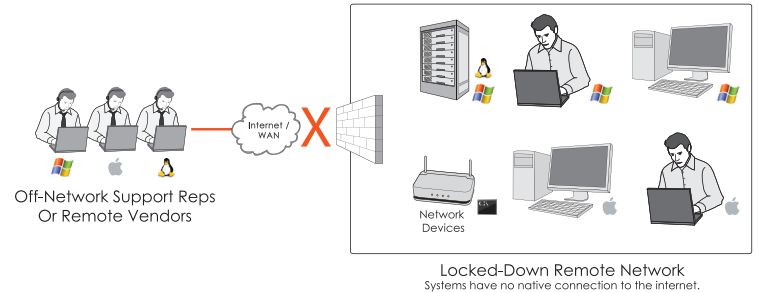 Internet /
WAN
Off-Network Support Reps
Or Remote Vendors
Network
Devices
C:\
Locked-Down Remote Network
Systems have no native connection to the internet.